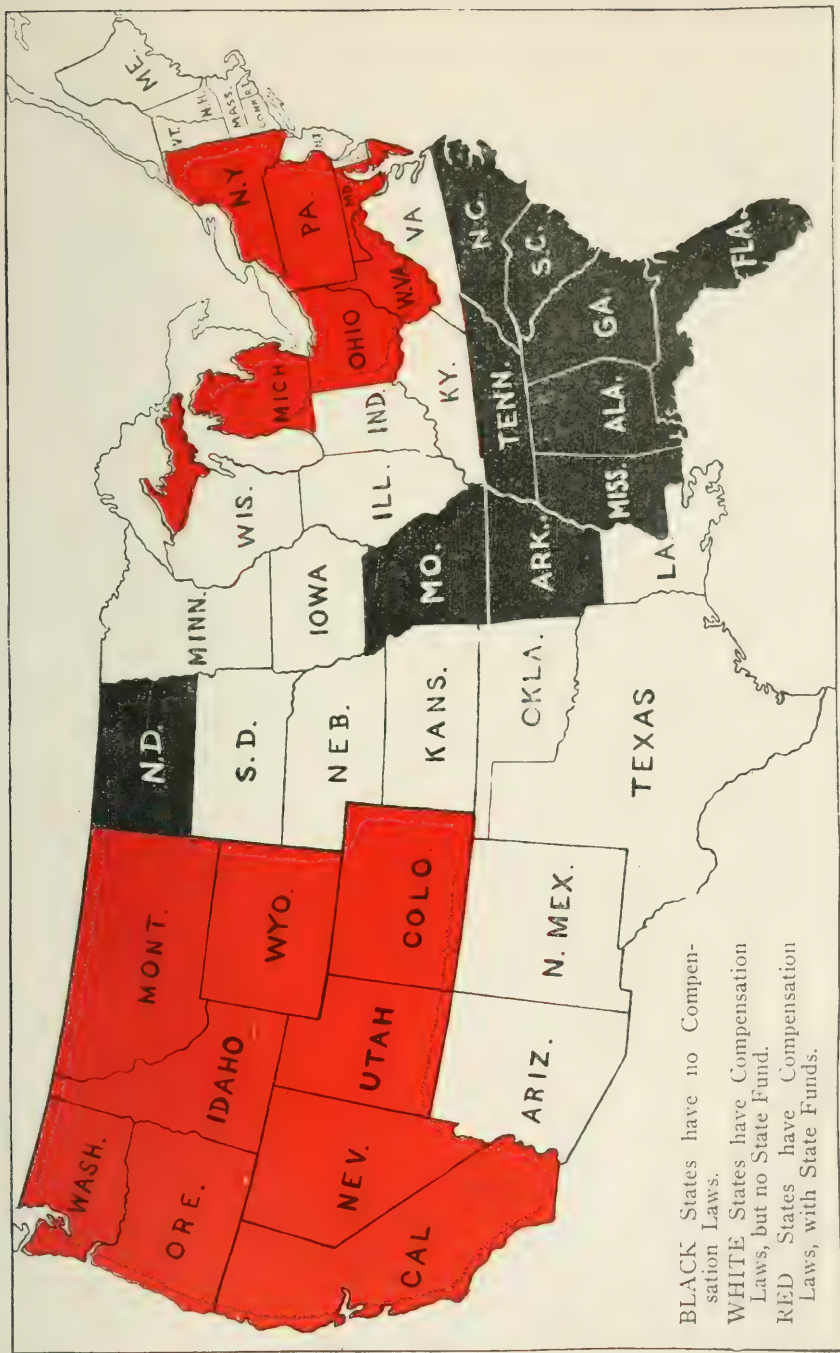 WASH.
ORE.
CAL
NEV.
IDAHO
MONT.
WYO.
UTAH
COLO.
ARIZ.
N. MEX.
N.D.
S.D.
NEB.
KANS.
OKLA.
TEXAS
MINN.
IOWA
MO.
ARK.
LA.
WIS.
ILL.
MICH
IND.
OHIO
KY.
TENN.
MISS.
ALA.
GA.
FLA.
S.C.
N.C.
VA
W.VA
MD.
PA.
N.J
N.Y
VT.
N.H.
MASS.
CONN
R.I
ME.
BLACK States have no Compen-
sation Laws.
WHITE States have Compensation
Laws, but no State Fund.
RED States have Compensation
Laws, with State Funds.